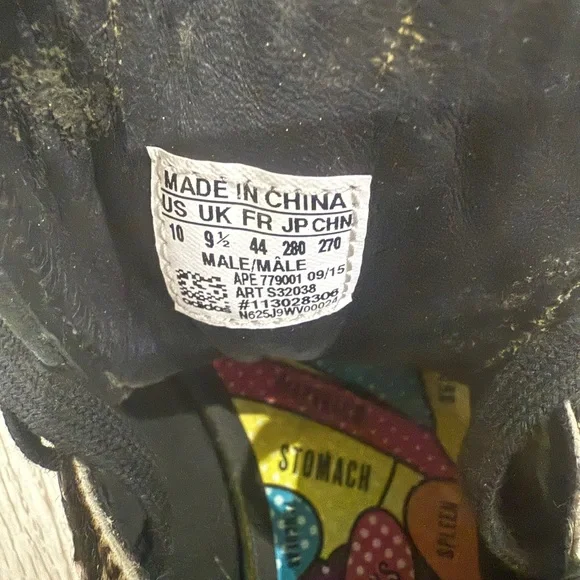 MADE IN CHINA
US UK FR JP CHN
10 9½ 44 280 270
MALE/MÂLE
APE 779001 09/15
ART S32038
#113028306
adidas
STOMACH
SPLEEN